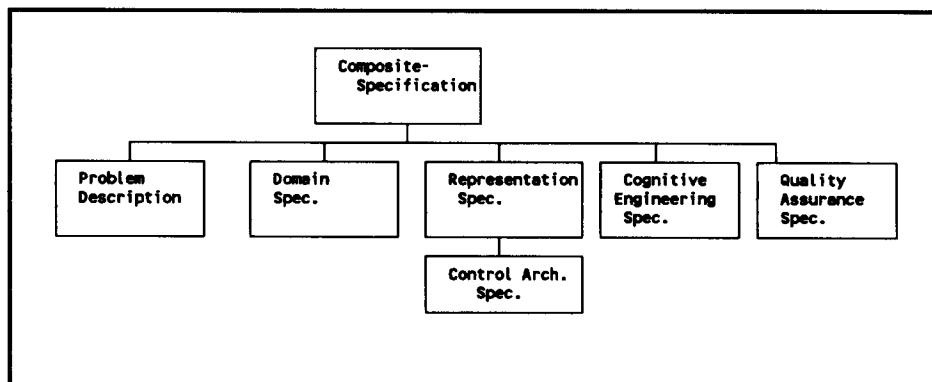 Composite-
Specification
Problem
Description
Domain
Spec.
Representation
Spec.
Cognitive
Engineering
Spec.
Quality
Assurance
Spec.
Control Arch.
Spec.